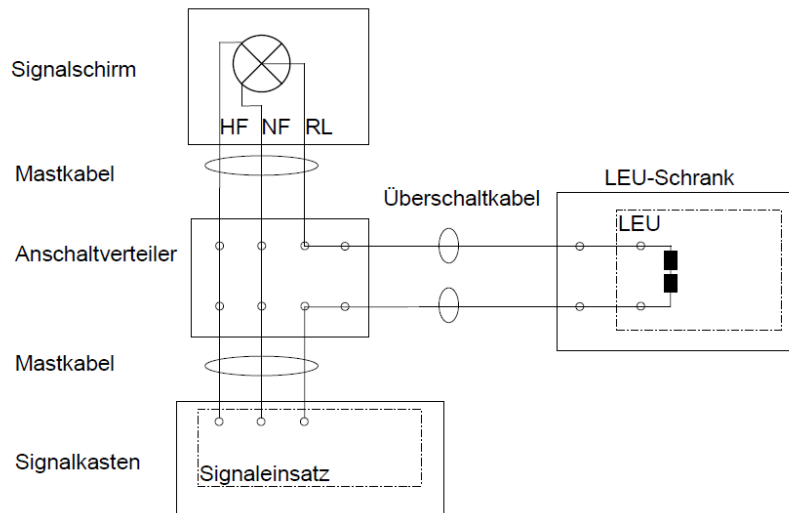 Signalschirm
HF NF RL
Mastkabel
LEU-Schrank
Überschaltkabel
LEU
Anschaltverteiler
Mastkabel
Signalkasten
Signaleinsatz